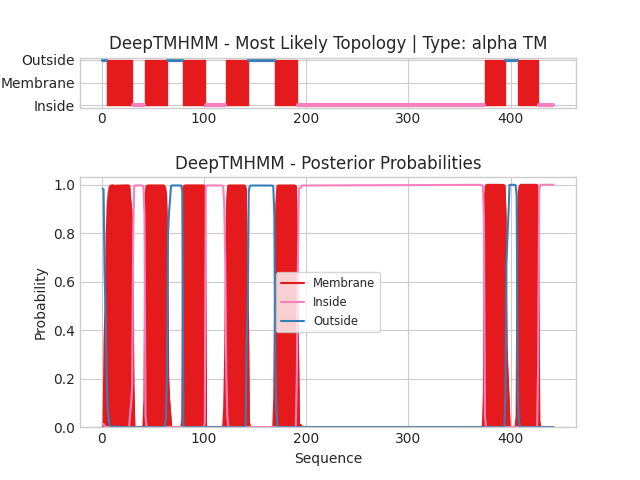 DeepTMHMM - Most Likely Topology | Type: alpha TM
Outside
Membrane
Inside
0 100 200 300 400
DeepTMHMM - Posterior Probabilities
1.0
0.8
0.6
0.4
0.2
0.0
Probability
Membrane
Inside
Outside
0 100 200 300 400
Sequence